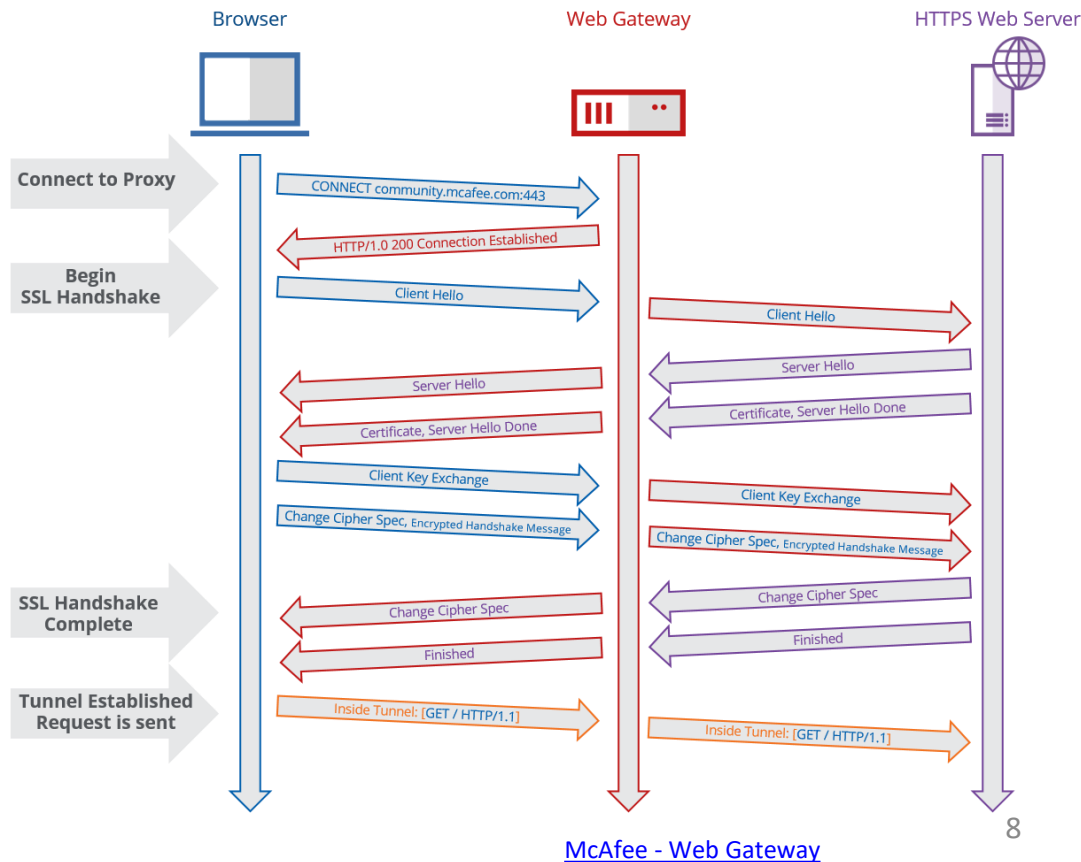 Browser
Web Gateway
HTTPS Web Server
Connect to Proxy
CONNECT community.mcafee.com:443
HTTP/1.0 200 Connection Established
Begin
SSL Handshake
Client Hello
Client Hello
Server Hello
Server Hello
Certificate, Server Hello Done
Certificate, Server Hello Done
Client Key Exchange
Client Key Exchange
Change Cipher Spec, Encrypted Handshake Message
Change Cipher Spec, Encrypted Handshake Message
SSL Handshake
Complete
Change Cipher Spec
Change Cipher Spec
Finished
Finished
Tunnel Established
Request is sent
Inside Tunnel: [GET / HTTP/1.1]
Inside Tunnel: [GET / HTTP/1.1]
8
McAfee - Web Gateway